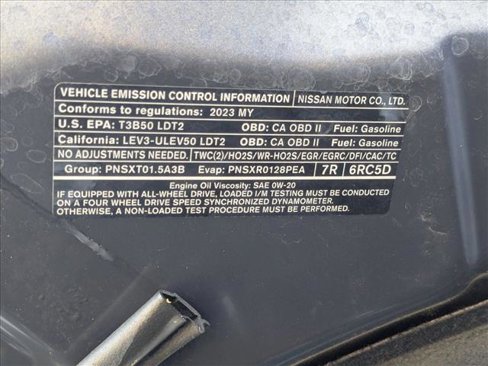 VEHICLE EMISSION CONTROL INFORMATION NISSAN MOTOR CO., LTD.
Conforms to regulations: 2023 MY
U.S. EPA: T3B50 LDT2 OBD: CA OBD II Fuel: Gasoline
California: LEV3-ULEV50 LDT2 OBD: CA OBD II Fuel: Gasoline
NO ADJUSTMENTS NEEDED. TWC(2)/HO2S/WR-HO2S/EGR/EGRC/DFI/CAC/TC
Group: PNSXT01.5A3B Evap: PNSXR0128PEA 7R 6RC5D
Engine Oil Viscosity: SAE 0W-20
IF EQUIPPED WITH ALL-WHEEL DRIVE, LOADED I/M TESTING MUST BE CONDUCTED
ON A FOUR WHEEL DRIVE SPEED SYNCHRONIZED DYNAMOMETER.
OTHERWISE, A NON-LOADED TEST PROCEDURE MUST BE PERFORMED.